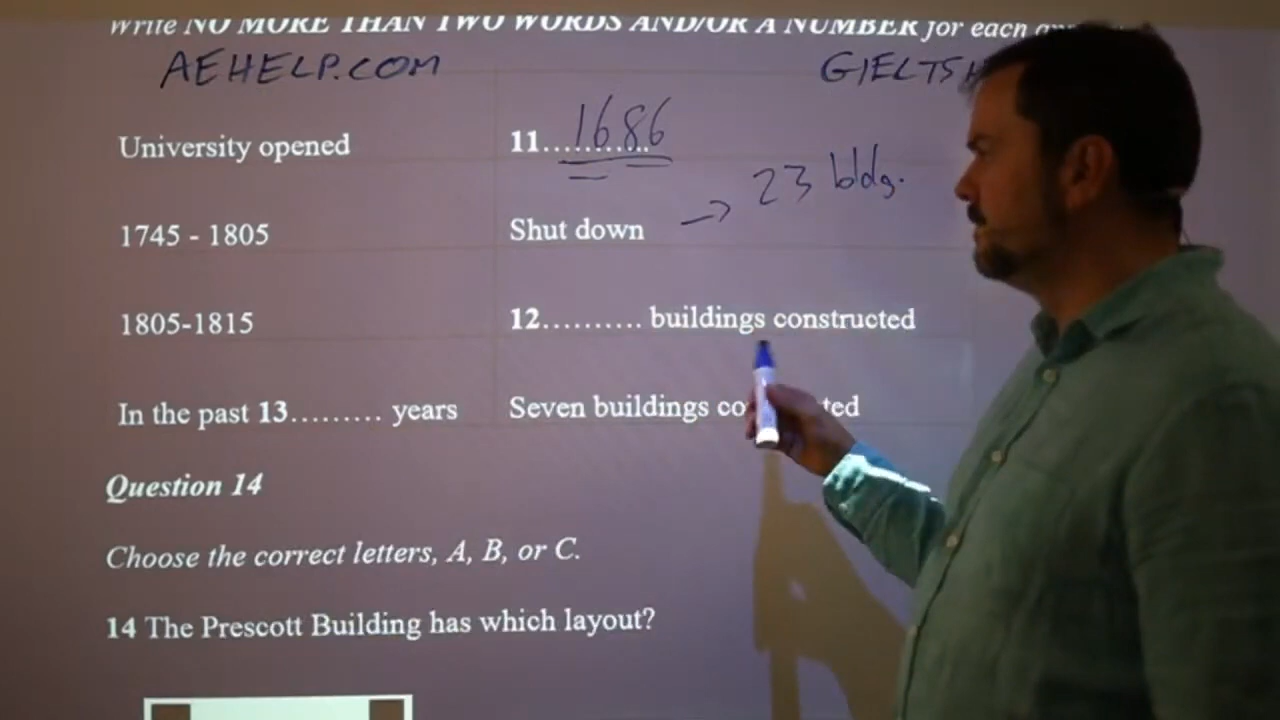 Write NO MORE THAN TWO WORDS AND/OR A NUMBER for each
AEHELP.COM GIELTSH
University opened 11.......... 1686
→ 23 bldg.
1745 - 1805 Shut down
1805-1815 12.......... buildings constructed
In the past 13......... years Seven buildings
Question 14
Choose the correct letters, A, B, or C.
14 The Prescott Building has which layout?